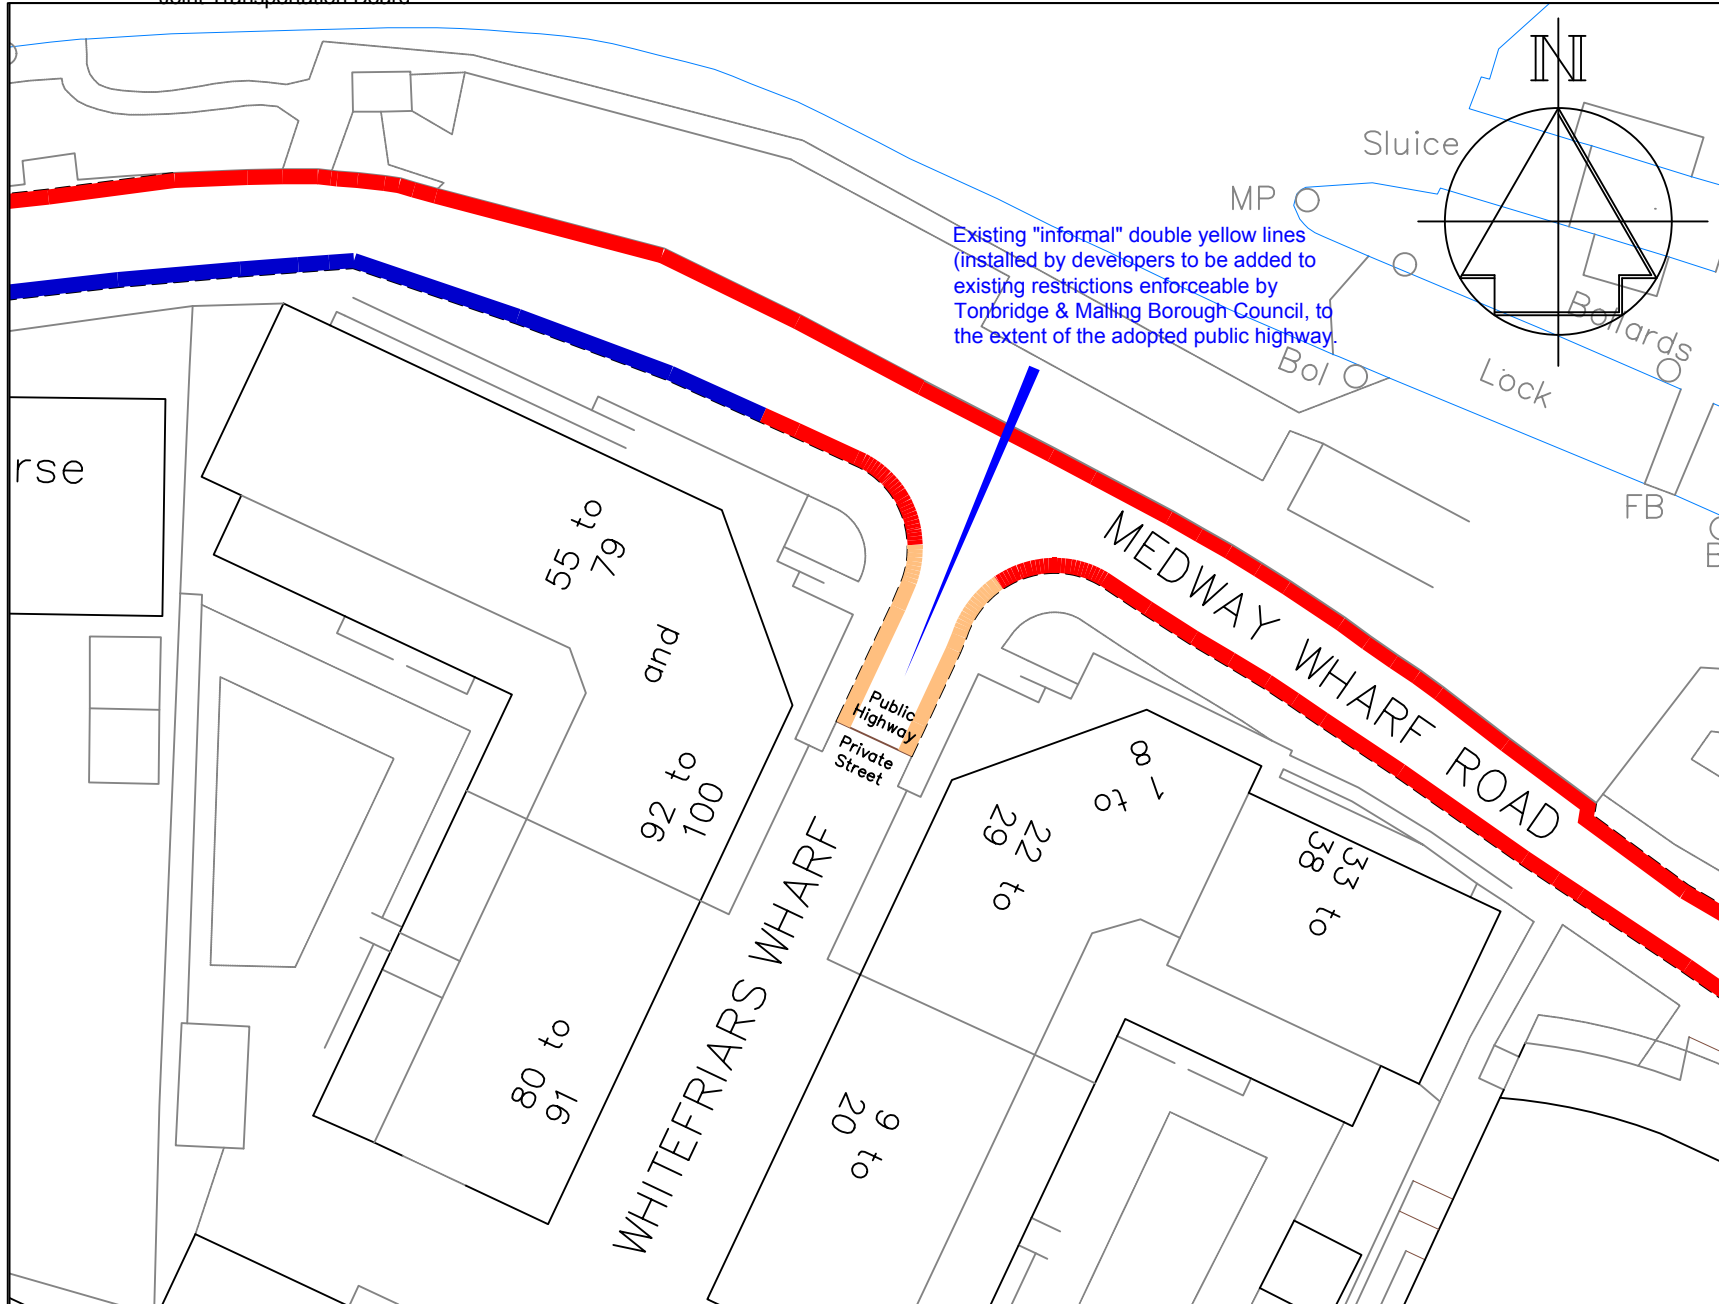 Joint Transportation Board
N
Sluice
MP
Existing "informal" double yellow lines
(installed by developers to be added to
existing restrictions enforceable by
Tonbridge & Malling Borough Council, to
the extent of the adopted public highway.
Bollards
Bol
Lock
FB
rse
55 to
79
and
92 to
100
MEDWAY WHARF ROAD
Public
Highway
Private
Street
1 to
8
22 to
29
33 to
38
WHITEFRIARS WHARF
80 to
91
9 to
20